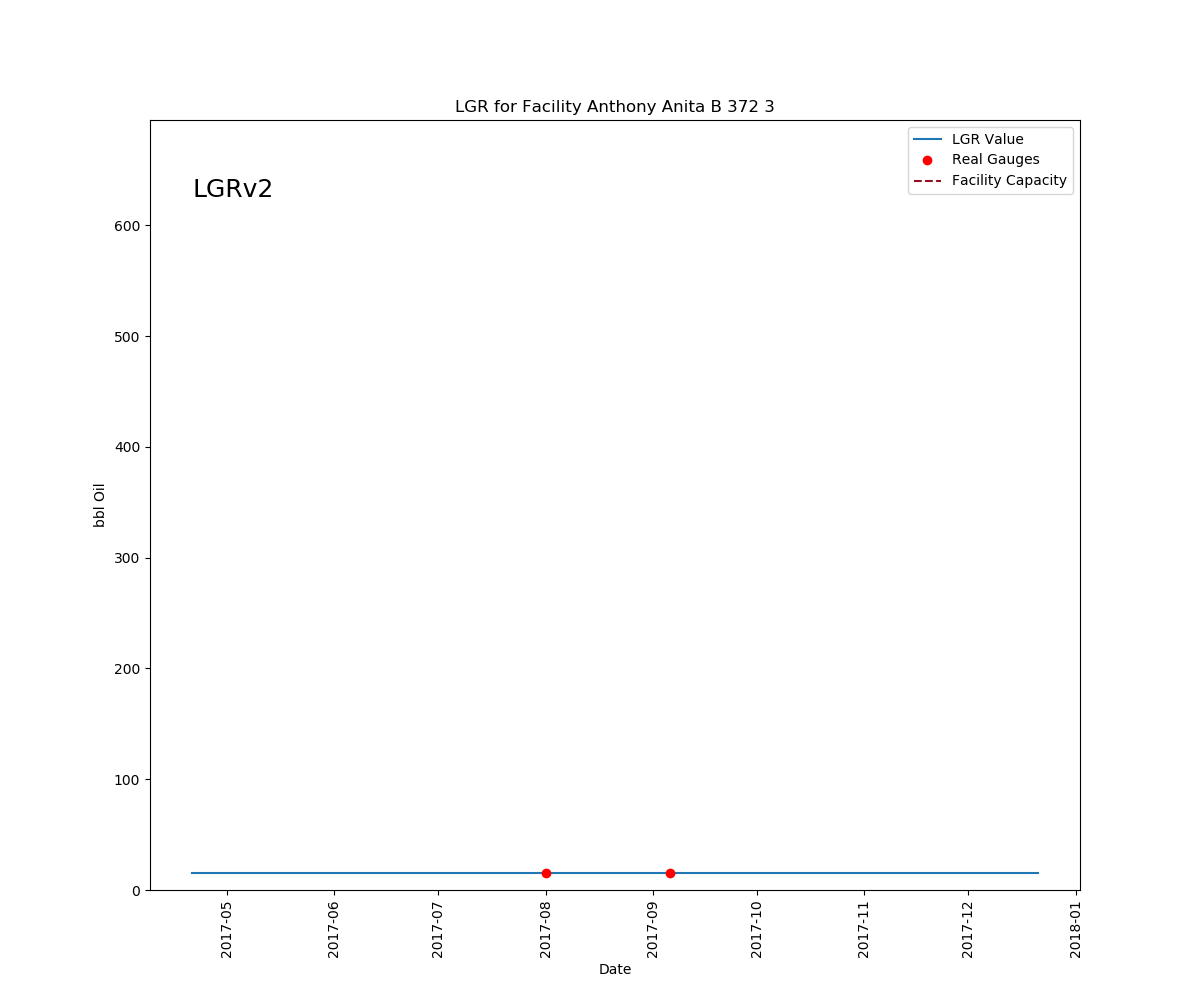 LGR for Facility Anthony Anita B 372 3
LGRv2
LGR Value
Real Gauges
Facility Capacity
bbl Oil
600
500
400
300
200
100
0
2017-05
2017-06
2017-07
2017-08
2017-09
2017-10
2017-11
2017-12
2018-01
Date